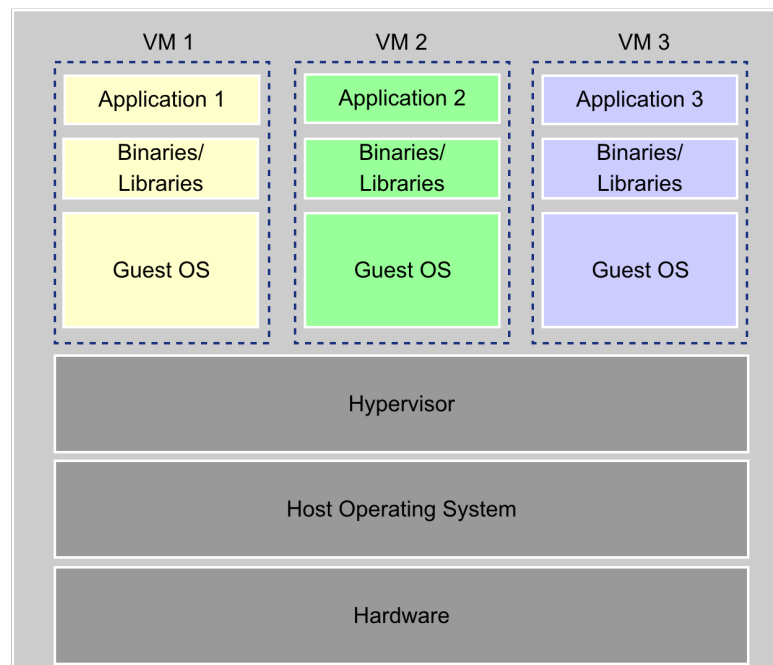 VM 1
VM 2
VM 3
Application 1
Application 2
Application 3
Binaries/
Libraries
Binaries/
Libraries
Binaries/
Libraries
Guest OS
Guest OS
Guest OS
Hypervisor
Host Operating System
Hardware